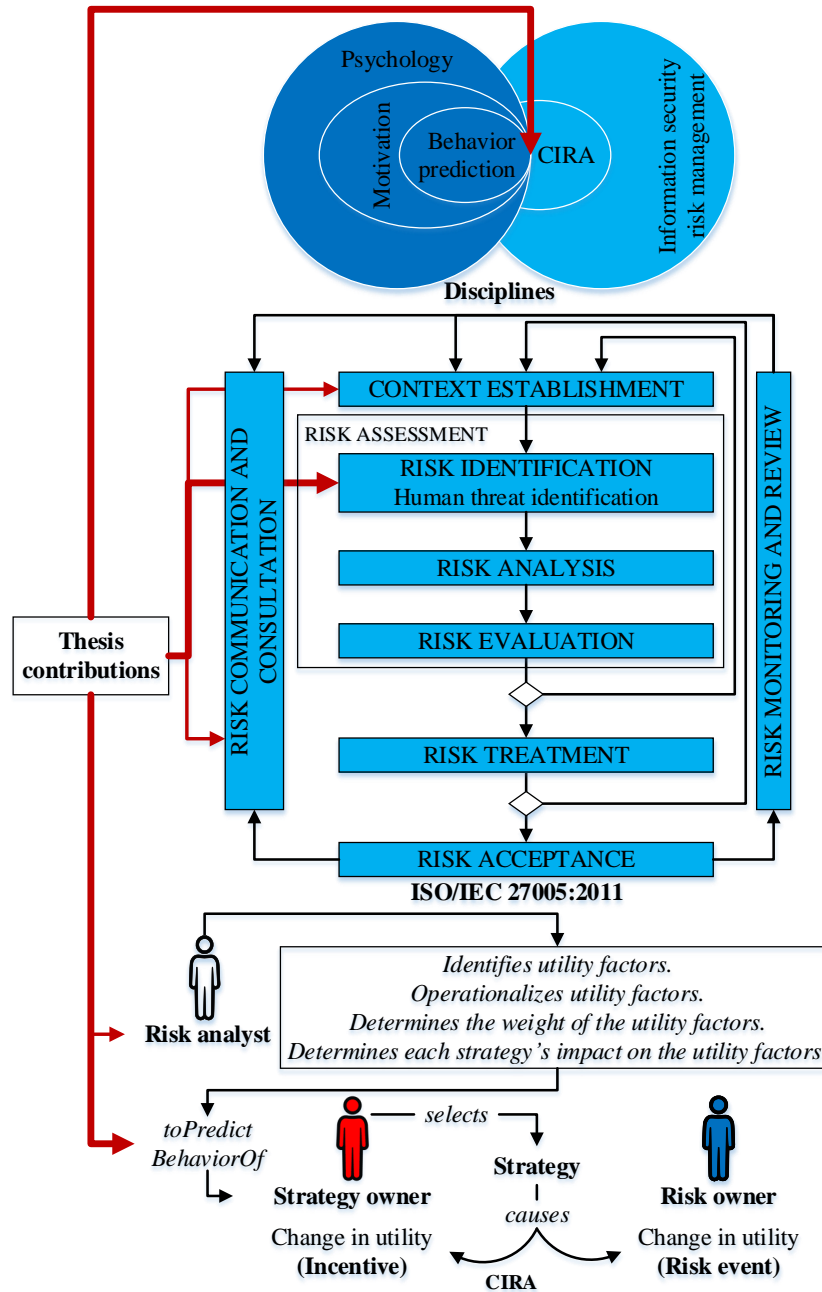 Psychology
Motivation
Behavior
prediction
CIRA
Information security
risk management
Disciplines
CONTEXT ESTABLISHMENT
RISK ASSESSMENT
RISK IDENTIFICATION
Human threat identification
RISK ANALYSIS
RISK EVALUATION
RISK TREATMENT
RISK ACCEPTANCE
RISK COMMUNICATION AND
CONSULTATION
RISK MONITORING AND REVIEW
Thesis
contributions
ISO/IEC 27005:2011
Risk analyst
Identifies utility factors.
Operationalizes utility factors.
Determines the weight of the utility factors.
Determines each strategy’s impact on the utility factors
toPredict
BehaviorOf
selects
Strategy owner
Strategy
Risk owner
causes
Change in utility
(Incentive)
Change in utility
(Risk event)
CIRA